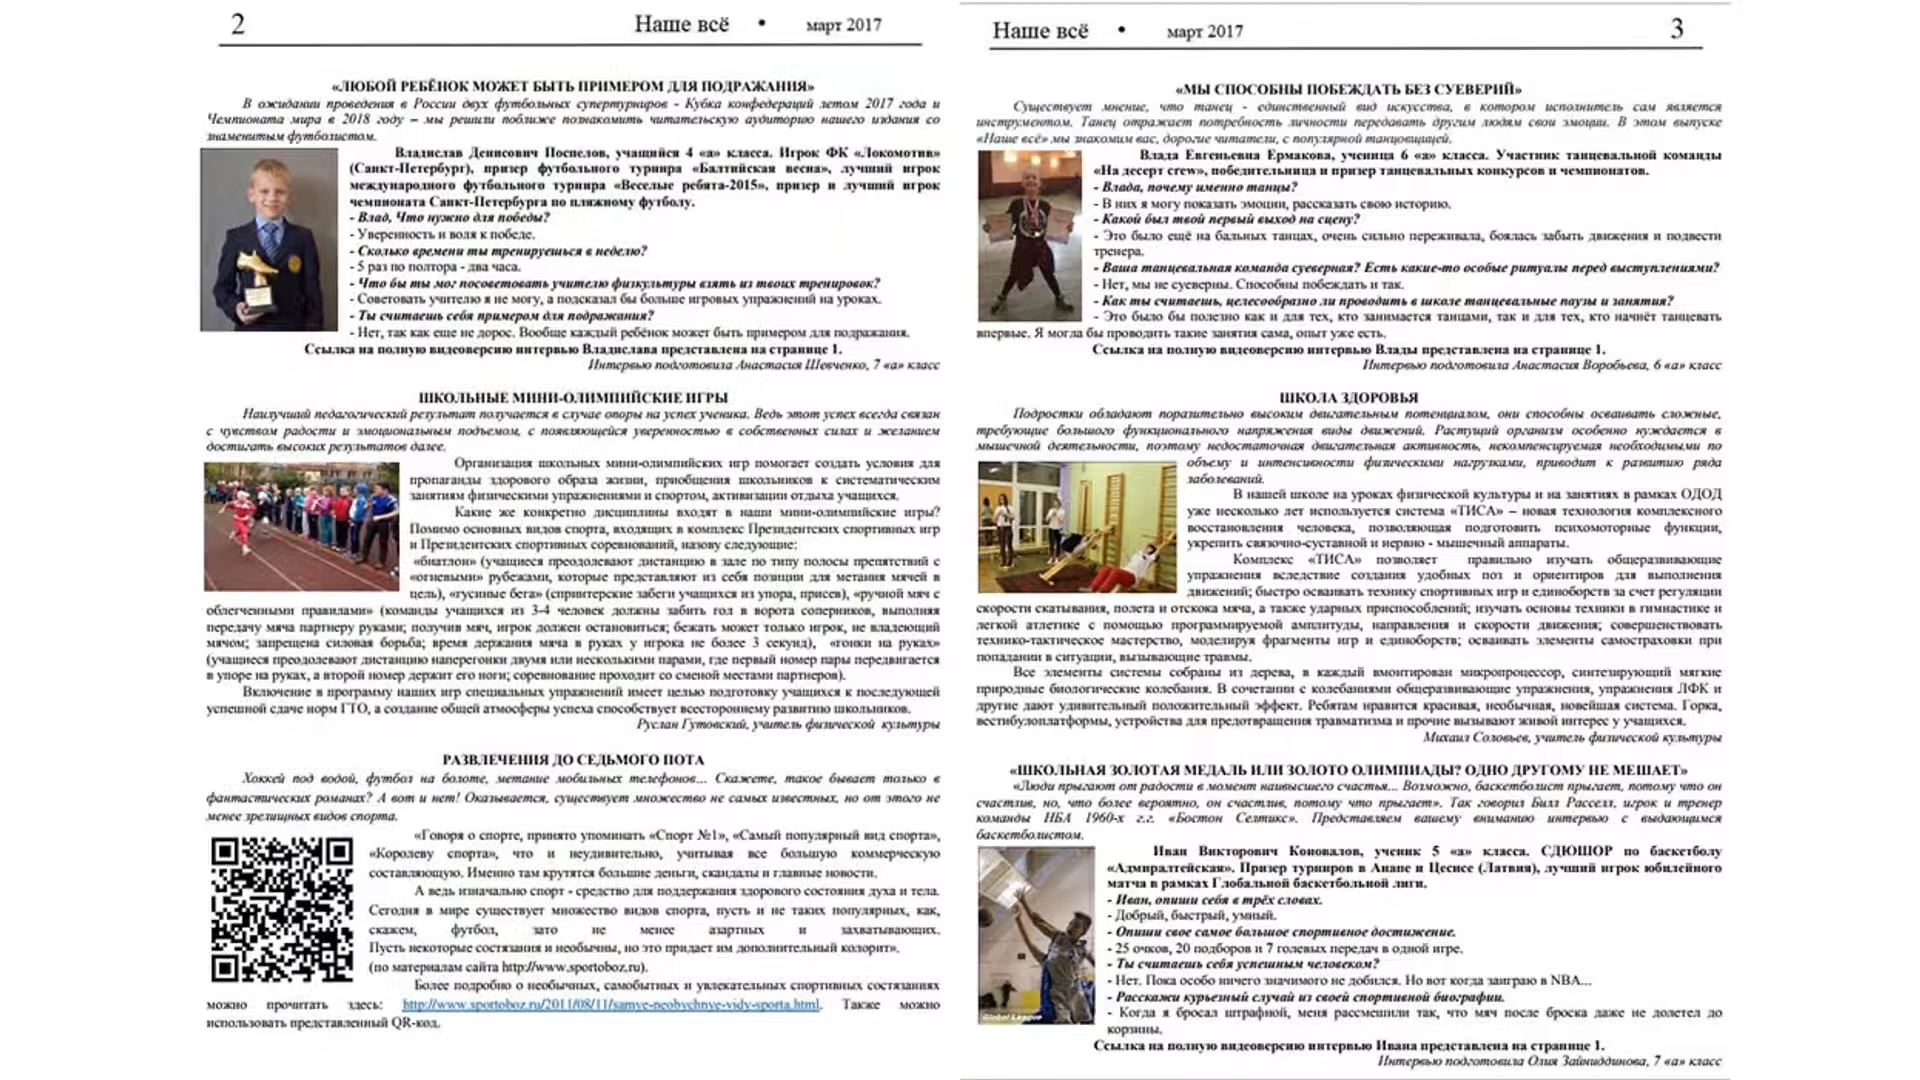 2
Наше всё • март 2017
«ЛЮБОЙ РЕБЁНОК МОЖЕТ БЫТЬ ПРИМЕРОМ ДЛЯ ПОДРАЖАНИЯ»
В ожидании проведения в России двух футбольных супертурниров - Кубка конфедераций летом 2017 года и
Чемпионата мира в 2018 году – мы решили поближе познакомить читательскую аудиторию нашего издания со
знаменитым футболистом.
Владислав Денисович Поспелов, учащийся 4 «а» класса. Игрок ФК «Локомотив»
(Санкт-Петербург), призер футбольного турнира «Балтийская весна», лучший игрок
международного футбольного турнира «Веселые ребята-2015», призер и лучший игрок
чемпионата Санкт-Петербурга по пляжному футболу.
- Влад, Что нужно для победы?
- Уверенность и воля к победе.
- Сколько времени ты тренируешься в неделю?
- 5 раз по полтора - два часа.
- Что бы ты мог посоветовать учителю физкультуры взять из твоих тренировок?
- Советовать учителю я не могу, а подсказал бы больше игровых упражнений на уроках.
- Ты считаешь себя примером для подражания?
- Нет, так как еще не дорос. Вообще каждый ребёнок может быть примером для подражания.
Ссылка на полную видеоверсию интервью Владислава представлена на странице 1.
Интервью подготовила Анастасия Шевченко, 7 «а» класс
ШКОЛЬНЫЕ МИНИ-ОЛИМПИЙСКИЕ ИГРЫ
Наилучший педагогический результат получается в случае опоры на успех ученика. Ведь этот успех всегда связан
с чувством радости и эмоциональным подъемом, с появляющейся уверенностью в собственных силах и желанием
достигать высоких результатов далее.
Организация школьных мини-олимпийских игр помогает создать условия для
пропаганды здорового образа жизни, приобщения школьников к систематическим
занятиям физическими упражнениями и спортом, активизации отдыха учащихся.
Какие же конкретно дисциплины входят в наши мини-олимпийские игры?
Помимо основных видов спорта, входящих в комплекс Президентских спортивных игр
и Президентских спортивных соревнований, назову следующие:
«биатлон» (учащиеся преодолевают дистанцию в зале по типу полосы препятствий с
«огневыми» рубежами, которые представляют из себя позиции для метания мячей в
цель), «гусиные бега» (спринтерские забеги учащихся из упора, присев), «ручной мяч с
облегченными правилами» (команды учащихся из 3-4 человек должны забить гол в ворота соперников, выполняя
передачу мяча партнеру руками; получив мяч, игрок должен остановиться; бежать может только игрок, не владеющий
мячом; запрещена силовая борьба; время держания мяча в руках у игрока не более 3 секунд), «гонки на руках»
(учащиеся преодолевают дистанцию наперегонки двумя или несколькими парами, где первый номер пары передвигается
в упоре на руках, а второй номер держит его ноги; соревнование проходит со сменой местами партнеров).
Включение в программу наших игр специальных упражнений имеет целью подготовку учащихся к последующей
успешной сдаче норм ГТО, а создание общей атмосферы успеха способствует всестороннему развитию школьников.
Руслан Гутовский, учитель физической культуры
РАЗВЛЕЧЕНИЯ ДО СЕДЬМОГО ПОТА
Хоккей под водой, футбол на болоте, метание мобильных телефонов... Скажете, такое бывает только в
фантастических романах? А вот и нет! Оказывается, существует множество не самых известных, но от этого не
менее зрелищных видов спорта.
«Говоря о спорте, принято упоминать «Спорт №1», «Самый популярный вид спорта»,
«Королеву спорта», что и неудивительно, учитывая все большую коммерческую
составляющую. Именно там крутятся большие деньги, скандалы и главные новости.
А ведь изначально спорт - средство для поддержания здорового состояния духа и тела.
Сегодня в мире существует множество видов спорта, пусть и не таких популярных, как,
скажем, футбол, зато не менее азартных и захватывающих.
Пусть некоторые состязания и необычны, но это придает им дополнительный колорит».
(по материалам сайта http://www.sportoboz.ru).
Более подробно о необычных, самобытных и увлекательных спортивных состязаниях
можно прочитать здесь: http://www.sportoboz.ru/2011/08/11/samye-neobychnye-vidy-sporta.html. Также можно
использовать представленный QR-код.
Наше всё • март 2017
3
«МЫ СПОСОБНЫ ПОБЕЖДАТЬ БЕЗ СУЕВЕРИЙ»
Существует мнение, что танец - единственный вид искусства, в котором исполнитель сам является
инструментом. Танец отражает потребность личности передавать другим людям свои эмоции. В этом выпуске
«Наше всё» мы знакомим вас, дорогие читатели, с популярной танцовщицей.
Влада Евгеньевна Ермакова, ученица 6 «а» класса. Участник танцевальной команды
«На десерт crew», победительница и призер танцевальных конкурсов и чемпионатов.
- Влада, почему именно танцы?
- В них я могу показать эмоции, рассказать свою историю.
- Какой был твой первый выход на сцену?
- Это было ещё на бальных танцах, очень сильно переживала, боялась забыть движения и подвести
тренера.
- Ваша танцевальная команда суеверная? Есть какие-то особые ритуалы перед выступлениями?
- Нет, мы не суеверны. Способны побеждать и так.
- Как ты считаешь, целесообразно ли проводить в школе танцевальные паузы и занятия?
- Это было бы полезно как и для тех, кто занимается танцами, так и для тех, кто начнёт танцевать
впервые. Я могла бы проводить такие занятия сама, опыт уже есть.
Ссылка на полную видеоверсию интервью Влады представлена на странице 1.
Интервью подготовила Анастасия Воробьева, 6 «а» класс
ШКОЛА ЗДОРОВЬЯ
Подростки обладают поразительно высоким двигательным потенциалом, они способны осваивать сложные,
требующие большого функционального напряжения виды движений. Растущий организм особенно нуждается в
мышечной деятельности, поэтому недостаточная двигательная активность, некомпенсируемая необходимыми по
объему и интенсивности физическими нагрузками, приводит к развитию ряда
заболеваний.
В нашей школе на уроках физической культуры и на занятиях в рамках ОДОД
уже несколько лет используется система «ТИСА» – новая технология комплексного
восстановления человека, позволяющая подготовить психомоторные функции,
укрепить связочно-суставной и нервно - мышечный аппараты.
Комплекс «ТИСА» позволяет правильно изучать общеразвивающие
упражнения вследствие создания удобных поз и ориентиров для выполнения
движений; быстро осваивать технику спортивных игр и единоборств за счет регуляции
скорости скатывания, полета и отскока мяча, а также ударных приспособлений; изучать основы техники в гимнастике и
легкой атлетике с помощью программируемой амплитуды, направления и скорости движения; совершенствовать
технико-тактическое мастерство, моделируя фрагменты игр и единоборств; осваивать элементы самостраховки при
попадании в ситуации, вызывающие травмы.
Все элементы системы собраны из дерева, в каждый вмонтирован микропроцессор, синтезирующий мягкие
природные биологические колебания. В сочетании с колебаниями общеразвивающие упражнения, упражнения ЛФК и
другие дают удивительный положительный эффект. Ребятам нравится красивая, необычная, новейшая система. Горка,
вестибулоплатформы, устройства для предотвращения травматизма и прочие вызывают живой интерес у учащихся.
Михаил Соловьев, учитель физической культуры
«ШКОЛЬНАЯ ЗОЛОТАЯ МЕДАЛЬ ИЛИ ЗОЛОТО ОЛИМПИАДЫ? ОДНО ДРУГОМУ НЕ МЕШАЕТ»
«Люди прыгают от радости в момент наивысшего счастья... Возможно, баскетболист прыгает, потому что он
счастлив, но, что более вероятно, он счастлив, потому что прыгает». Так говорил Билл Расселл, игрок и тренер
команды НБА 1960-х г.г. «Бостон Селтикс». Представляем вашему вниманию интервью с выдающимся
баскетболистом.
Иван Викторович Коновалов, ученик 5 «а» класса. СДЮШОР по баскетболу
«Адмиралтейская». Призер турниров в Анапе и Цесисе (Латвия), лучший игрок юбилейного
матча в рамках Глобальной баскетбольной лиги.
- Иван, опиши себя в трёх словах.
- Добрый, быстрый, умный.
- Опиши свое самое большое спортивное достижение.
- 25 очков, 20 подборов и 7 голевых передач в одной игре.
- Ты считаешь себя успешным человеком?
- Нет. Пока особо ничего значимого не добился. Но вот когда заиграю в NBA...
- Расскажи курьезный случай из своей спортивной биографии.
- Когда я бросал штрафной, меня рассмешили так, что мяч после броска даже не долетел до
корзины.
Global League
Ссылка на полную видеоверсию интервью Ивана представлена на странице 1.
Интервью подготовила Олия Зайниддинова, 7 «а» класс